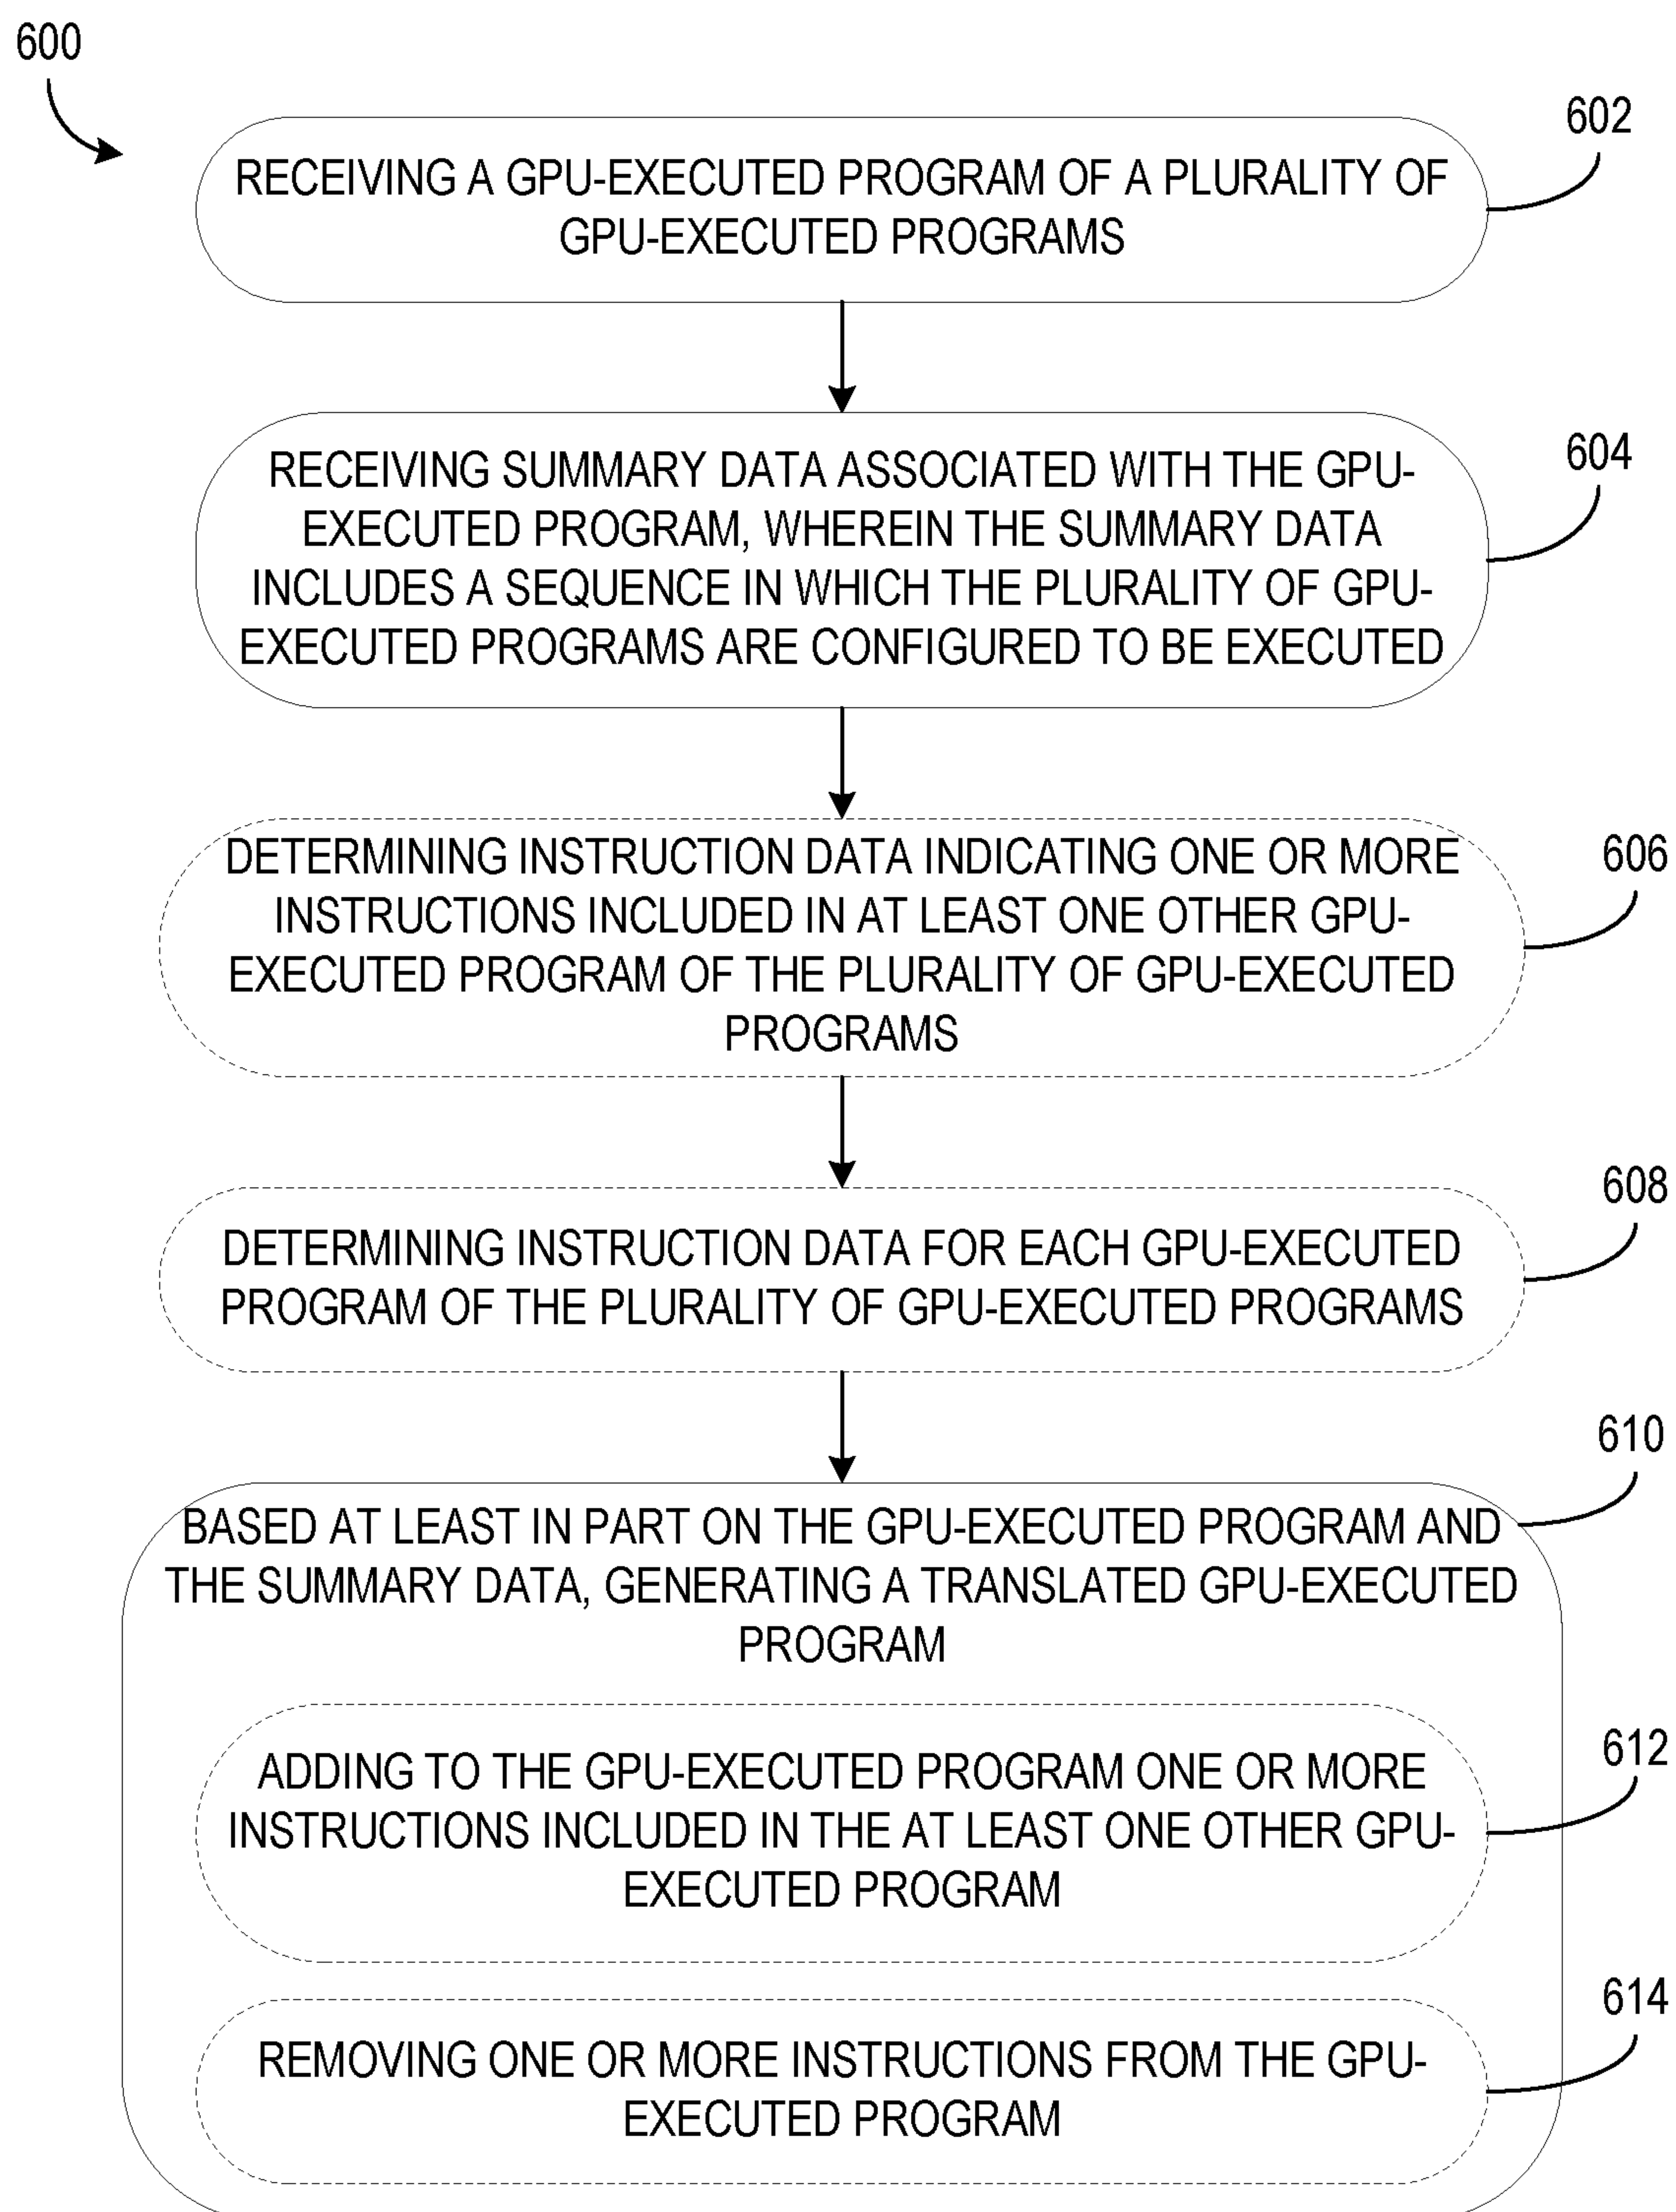 600
602
RECEIVING A GPU-EXECUTED PROGRAM OF A PLURALITY OF
GPU-EXECUTED PROGRAMS
604
RECEIVING SUMMARY DATA ASSOCIATED WITH THE GPU-
EXECUTED PROGRAM, WHEREIN THE SUMMARY DATA
INCLUDES A SEQUENCE IN WHICH THE PLURALITY OF GPU-
EXECUTED PROGRAMS ARE CONFIGURED TO BE EXECUTED
606
DETERMINING INSTRUCTION DATA INDICATING ONE OR MORE
INSTRUCTIONS INCLUDED IN AT LEAST ONE OTHER GPU-
EXECUTED PROGRAM OF THE PLURALITY OF GPU-EXECUTED
PROGRAMS
608
DETERMINING INSTRUCTION DATA FOR EACH GPU-EXECUTED
PROGRAM OF THE PLURALITY OF GPU-EXECUTED PROGRAMS
610
BASED AT LEAST IN PART ON THE GPU-EXECUTED PROGRAM AND
THE SUMMARY DATA, GENERATING A TRANSLATED GPU-EXECUTED
PROGRAM
612
ADDING TO THE GPU-EXECUTED PROGRAM ONE OR MORE
INSTRUCTIONS INCLUDED IN THE AT LEAST ONE OTHER GPU-
EXECUTED PROGRAM
614
REMOVING ONE OR MORE INSTRUCTIONS FROM THE GPU-
EXECUTED PROGRAM